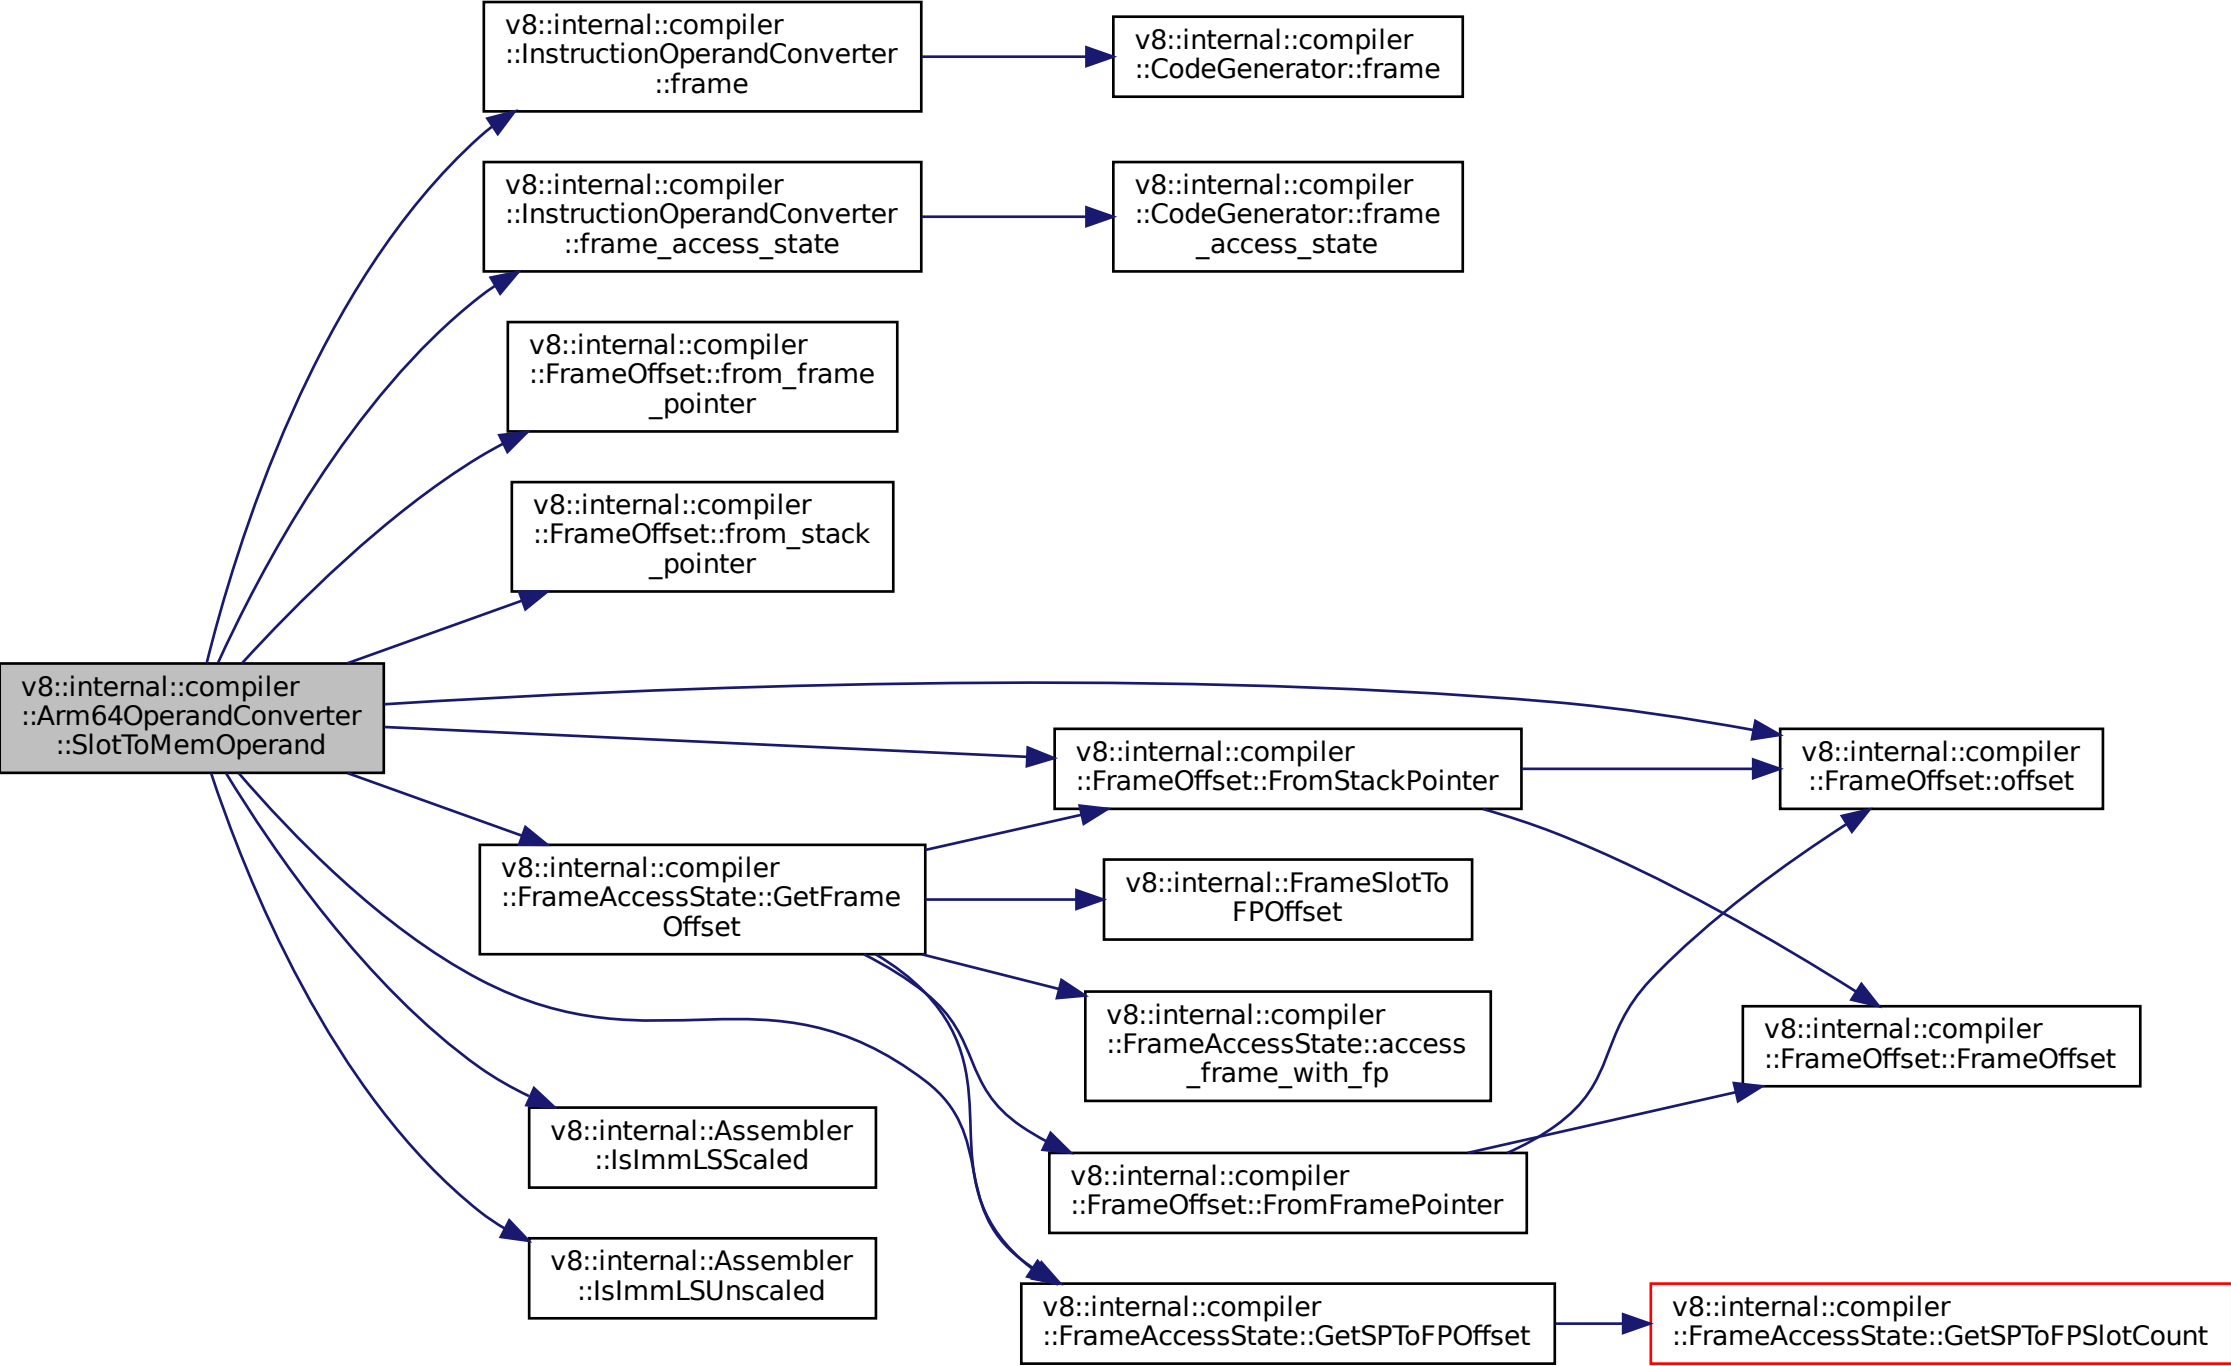 v8::internal::compiler
::InstructionOperandConverter
::frame
v8::internal::compiler
::CodeGenerator::frame
v8::internal::compiler
::InstructionOperandConverter
::frame_access_state
v8::internal::compiler
::CodeGenerator::frame
_access_state
v8::internal::compiler
::FrameOffset::from_frame
_pointer
v8::internal::compiler
::FrameOffset::from_stack
_pointer
v8::internal::compiler
::Arm64OperandConverter
::SlotToMemOperand
v8::internal::compiler
::FrameOffset::FromStackPointer
v8::internal::compiler
::FrameOffset::offset
v8::internal::compiler
::FrameAccessState::GetFrame
Offset
v8::internal::FrameSlotTo
FPOffset
v8::internal::compiler
::FrameAccessState::access
_frame_with_fp
v8::internal::compiler
::FrameOffset::FrameOffset
v8::internal::Assembler
::IsImmLSScaled
v8::internal::compiler
::FrameOffset::FromFramePointer
v8::internal::Assembler
::IsImmLSUnscaled
v8::internal::compiler
::FrameAccessState::GetSPToFPOffset
v8::internal::compiler
::FrameAccessState::GetSPToFPSlotCount